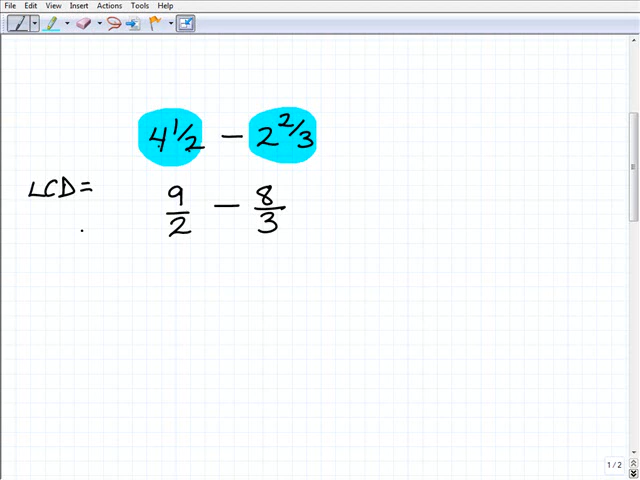 File Edit View Insert Actions Tools Help
4 1/2 − 2 2/3
LCD = 9/2 − 8/3
1 / 2